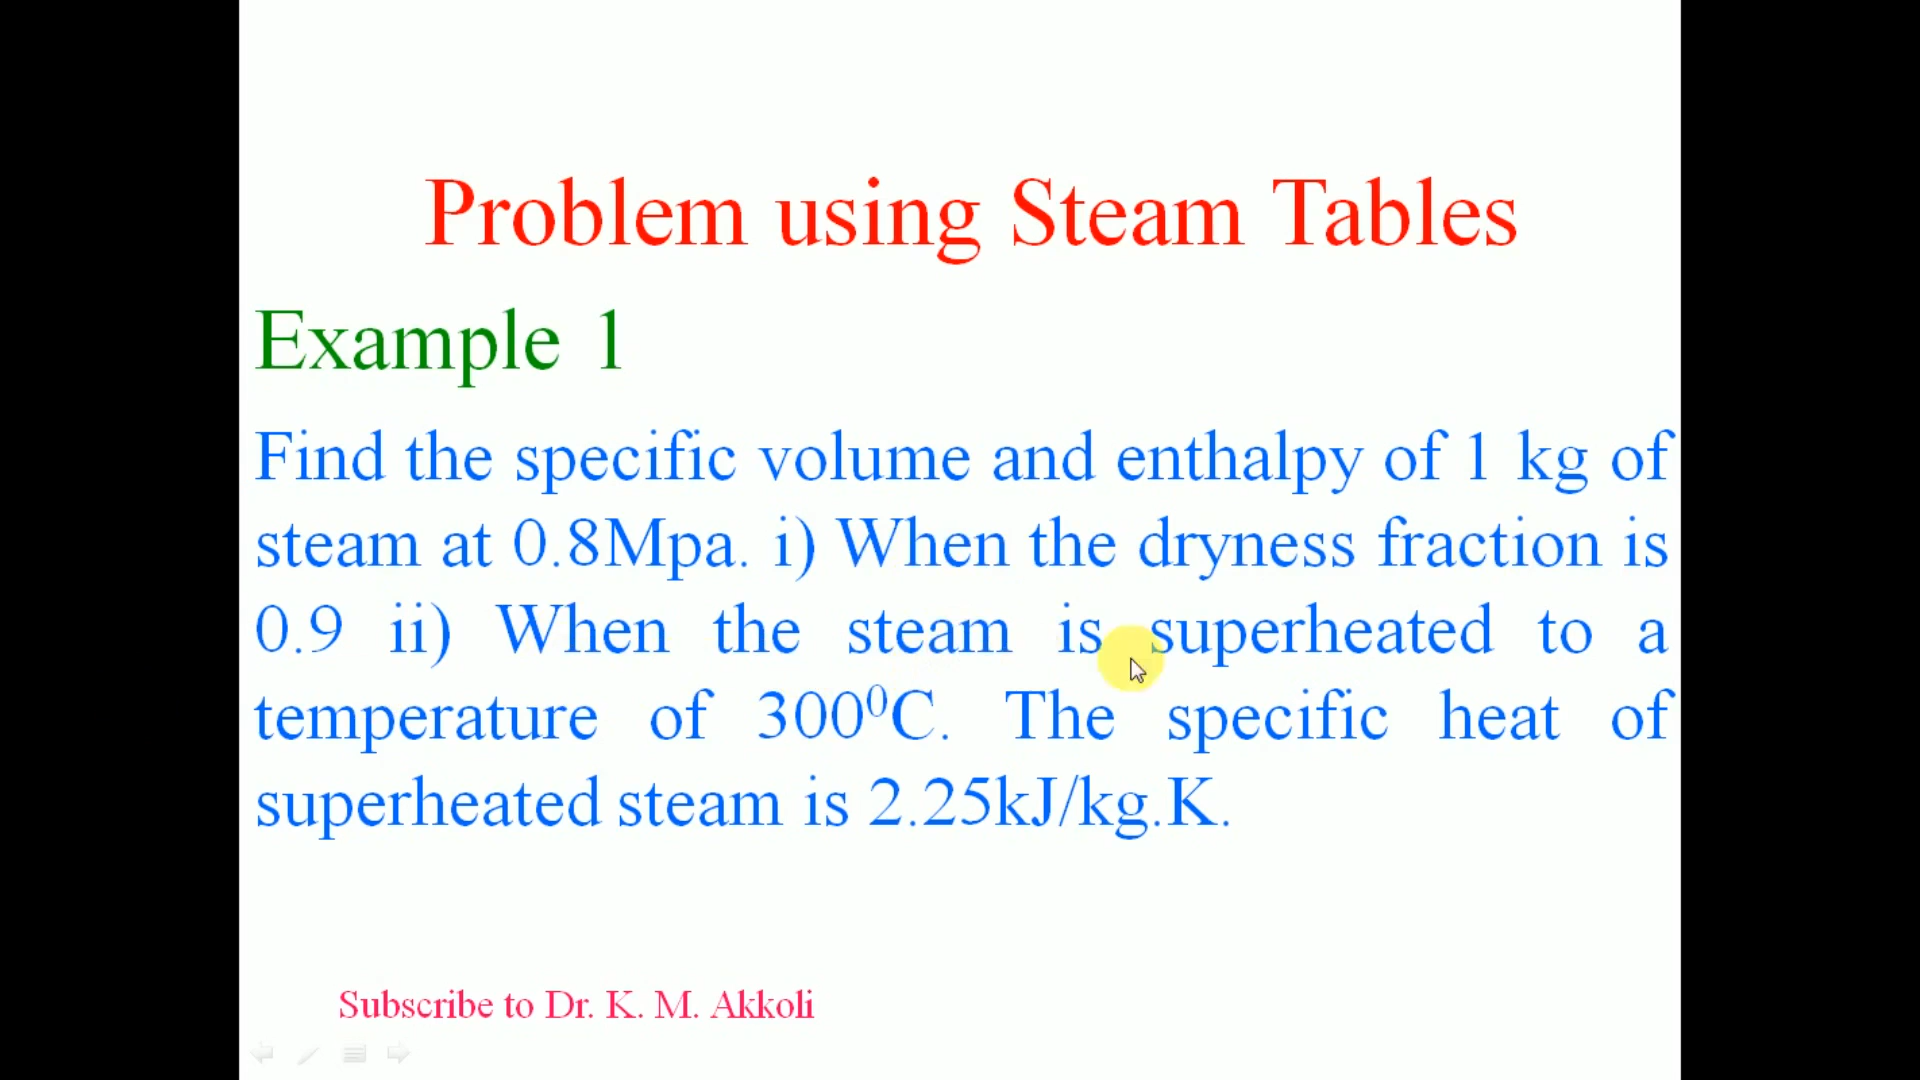 Problem using Steam Tables
Example 1
Find the specific volume and enthalpy of 1 kg of
steam at 0.8Mpa. i) When the dryness fraction is
0.9 ii) When the steam is superheated to a
temperature of 300⁰C. The specific heat of
superheated steam is 2.25kJ/kg.K.
Subscribe to Dr. K. M. Akkoli